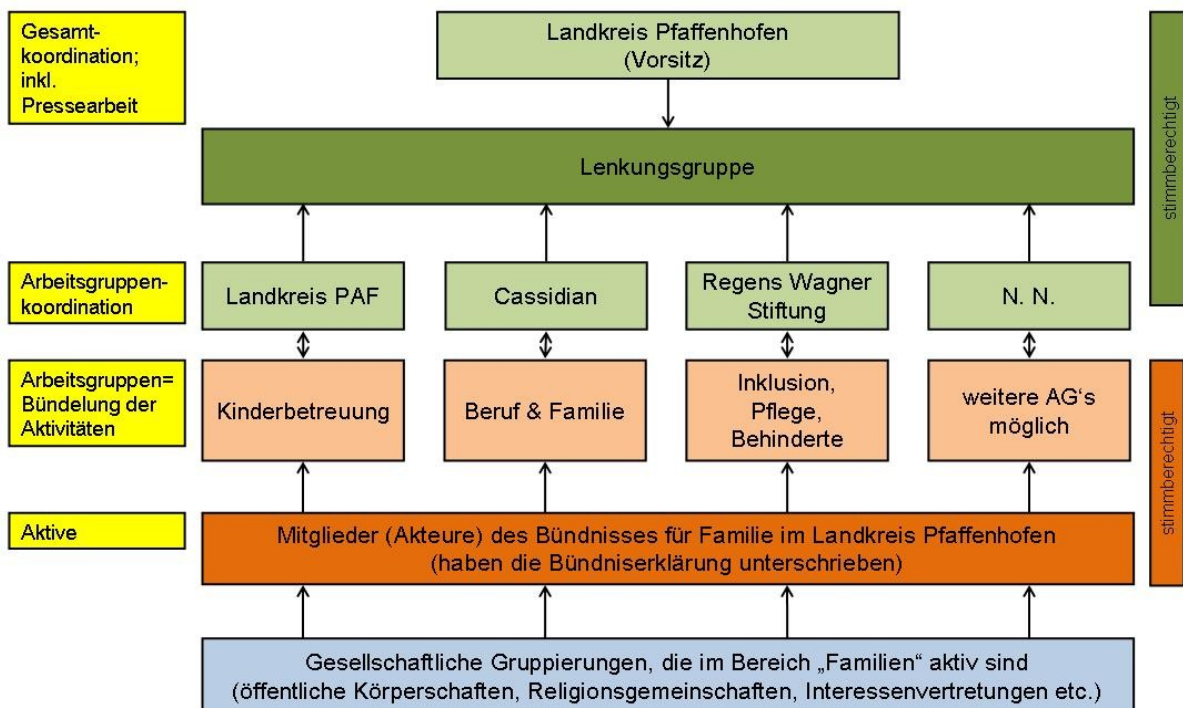 Gesamt-
koordination;
inkl.
Pressearbeit
Landkreis Pfaffenhofen
(Vorsitz)
stimmberechtigt
Lenkungsgruppe
Arbeitsgruppen-
koordination
Landkreis PAF
Cassidian
Regens Wagner
Stiftung
N. N.
Arbeitsgruppen=
Bündelung der
Aktivitäten
Kinderbetreuung
Beruf & Familie
Inklusion,
Pflege,
Behinderte
weitere AG‘s
möglich
stimmberechtigt
Aktive
Mitglieder (Akteure) des Bündnisses für Familie im Landkreis Pfaffenhofen
(haben die Bündniserklärung unterschrieben)
Gesellschaftliche Gruppierungen, die im Bereich „Familien“ aktiv sind
(öffentliche Körperschaften, Religionsgemeinschaften, Interessenvertretungen etc.)